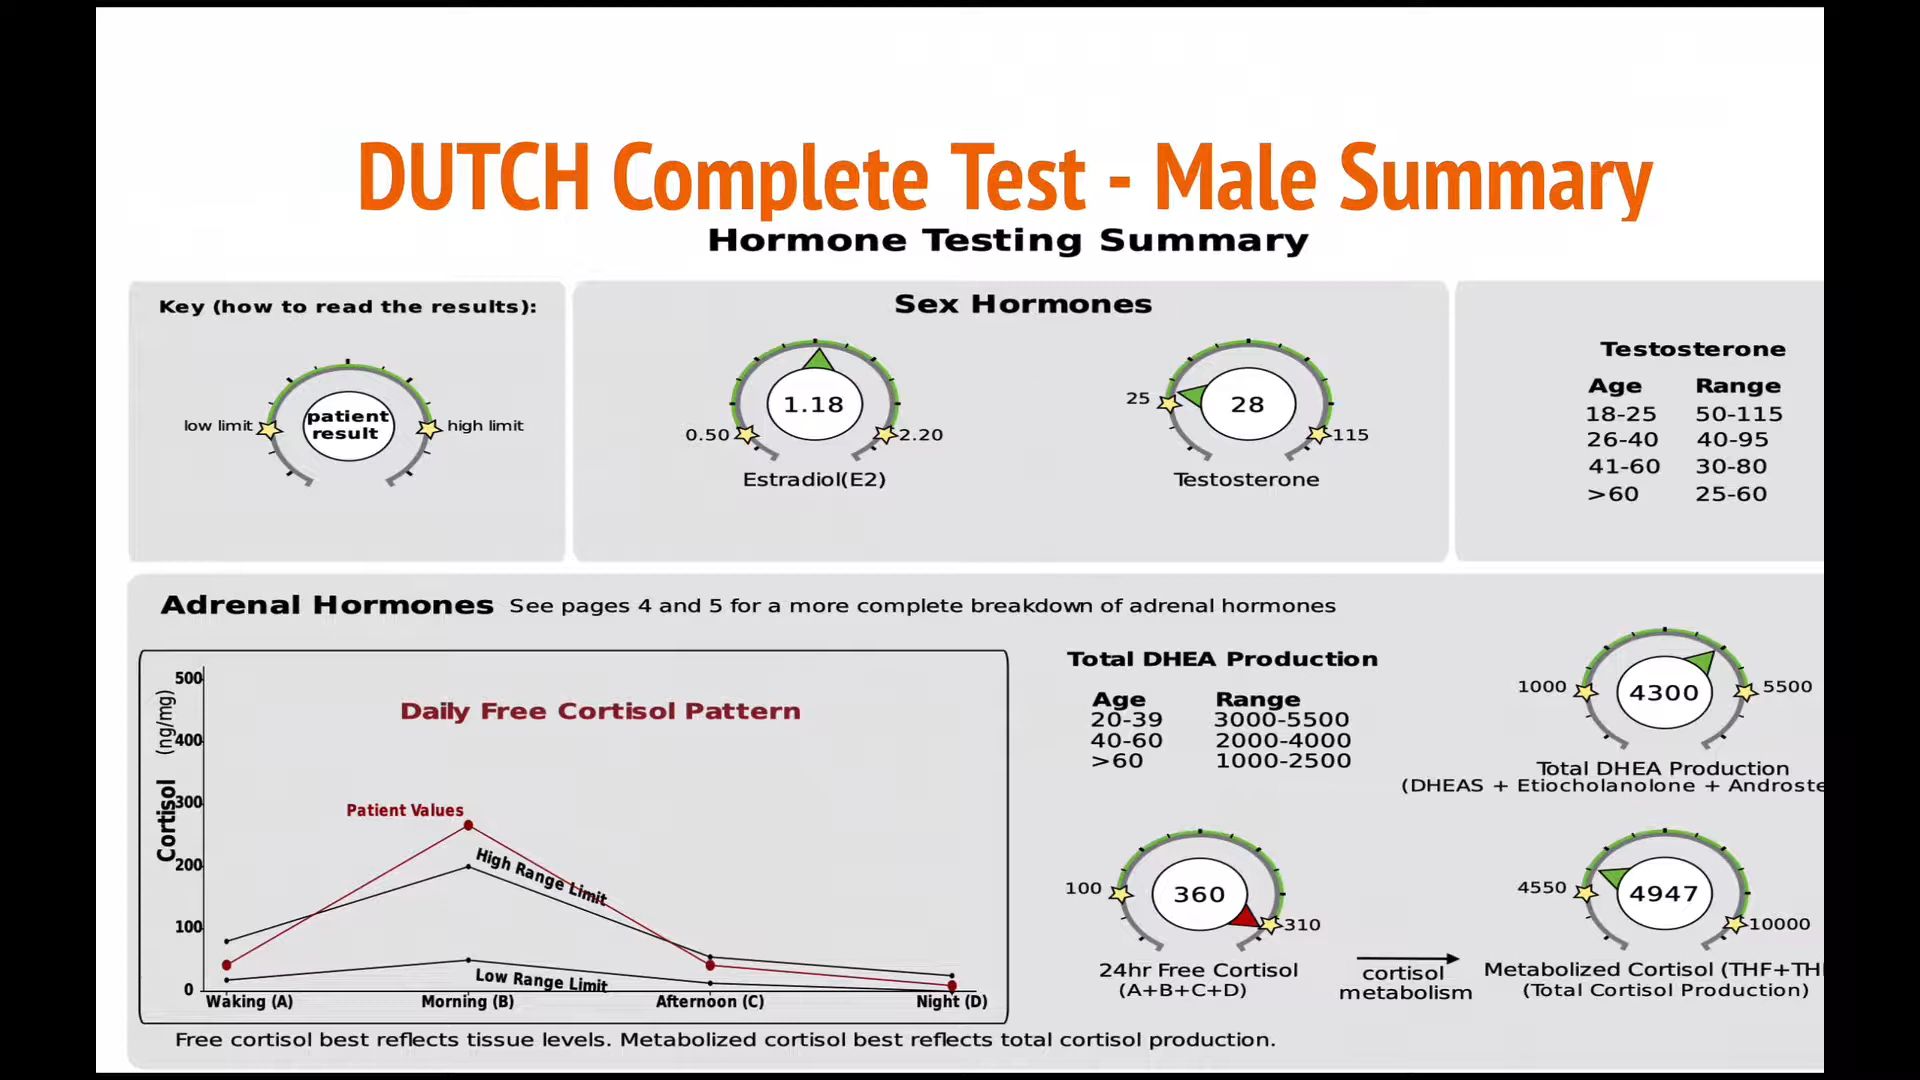 DUTCH Complete Test - Male Summary
Hormone Testing Summary
Key (how to read the results):
low limit
patient
result
high limit
Sex Hormones
0.50
1.18
2.20
Estradiol(E2)
25
28
115
Testosterone
Testosterone
Age Range
18-25 50-115
26-40 40-95
41-60 30-80
>60 25-60
Adrenal Hormones See pages 4 and 5 for a more complete breakdown of adrenal hormones
Daily Free Cortisol Pattern
Cortisol (ng/mg)
500
400
300
200
100
0
Patient Values
High Range Limit
Low Range Limit
Waking (A) Morning (B) Afternoon (C) Night (D)
Total DHEA Production
Age Range
20-39 3000-5500
40-60 2000-4000
>60 1000-2500
1000
4300
5500
Total DHEA Production
(DHEAS + Etiocholanolone + Androste
100
360
310
24hr Free Cortisol
(A+B+C+D)
cortisol
metabolism
4550
4947
10000
Metabolized Cortisol (THF+TH
(Total Cortisol Production)
Free cortisol best reflects tissue levels. Metabolized cortisol best reflects total cortisol production.